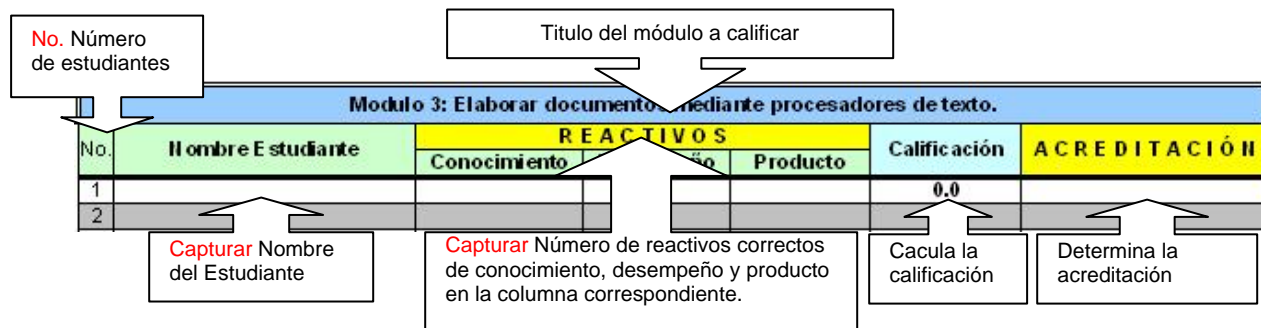 No. Número
de estudiantes
Titulo del módulo a calificar
Modulo 3: Elaborar documentos mediante procesadores de texto.
No.
Nombre Estudiante
REACTIVOS
Conocimiento
Producto
Calificación
ACREDITACIÓN
1
0.0
2
Capturar Nombre
del Estudiante
Capturar Número de reactivos correctos
de conocimiento, desempeño y producto
en la columna correspondiente.
Cacula la
calificación
Determina la
acreditación